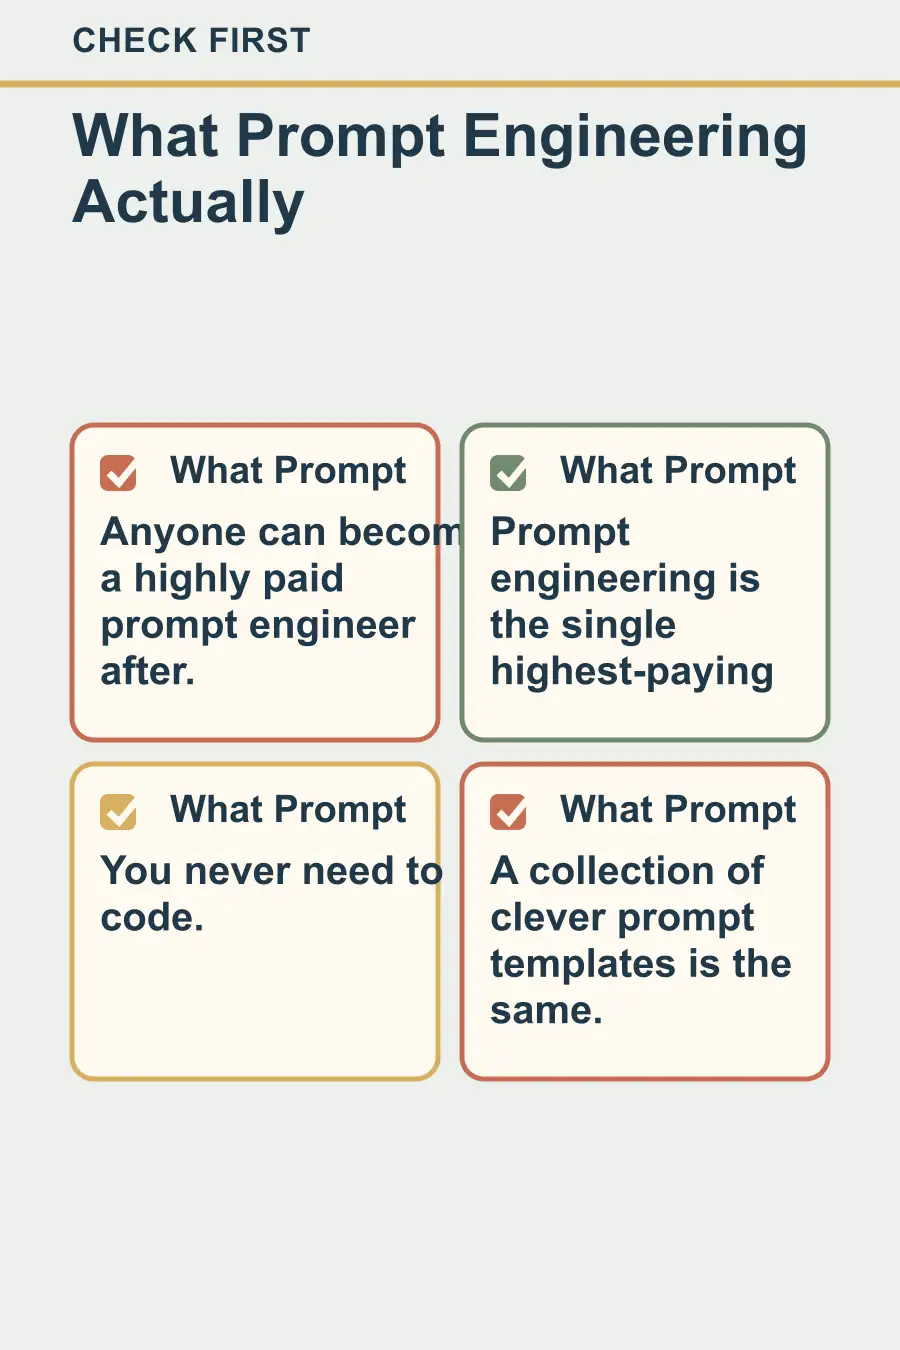 CHECK FIRST
What Prompt Engineering
Actually
What Prompt
Anyone can becom
a highly paid
prompt engineer
after.
What Prompt
Prompt
engineering is
the single
highest-paying
What Prompt
You never need to
code.
What Prompt
A collection of
clever prompt
templates is the
same.